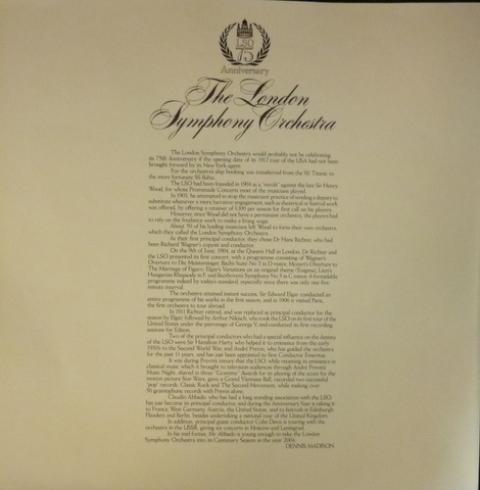 LSO
75
Anniversary
The London
Symphony Orchestra
The London Symphony Orchestra would probably not be celebrating
its 75th Anniversary if the opening date of its 1912 tour of the USA had not been
brought forward by its New York agent.
For the orchestra's ship booking was transferred from the SS Titanic to
the more fortunate SS Baltic.
The LSO had been founded in 1904 as a 'revolt' against the late Sir Henry
Wood, for whose Promenade Concerts most of the musicians played.
In 1903, he attempted to stop the musicians' practice of sending a deputy to
substitute whenever a more lucrative engagement, such as theatrical or festival work
was offered, by offering a retainer of £100 per season for first call on his players.
However, since Wood did not have a permanent orchestra, the players had
to rely on the freelance work to make a living wage.
About 50 of his leading musicians left Wood to form their own orchestra,
which they called the London Symphony Orchestra.
As their first principal conductor, they chose Dr Hans Richter, who had
been Richard Wagner's copyist and conductor.
On the 9th of June, 1904, at the Queen's Hall in London, Dr Richter and
the LSO presented its first concert, with a programme consisting of Wagner's
Overture to Die Meistersinger, Bach's Suite No 3 in D major, Mozart's Overture to
The Marriage of Figaro, Elgar's Variations on an original theme (Enigma), Liszt's
Hungarian Rhapsody in F, and Beethoven's Symphony No 5 in C minor. A formidable
programme indeed by today's standard, especially since there was only one five
minute interval.
The orchestra attained instant success. Sir Edward Elgar conducted an
entire programme of his works in the first season, and in 1906 it visited Paris,
the first orchestra to tour abroad.
In 1911 Richter retired, and was replaced as principal conductor for the
season by Elgar, followed by Arthur Nikisch, who took the LSO on its first tour of the
United States under the patronage of George V, and conducted its first recording
sessions for Edison.
Two of the principal conductors who had a special influence on the destiny
of the LSO were Sir Hamilton Harty, who helped it to eminence from the early
1930s to the Second World War, and André Previn, who has guided the orchestra
for the past 11 years, and has just been appointed its first Conductor Emeritus.
It was during Previn's tenure that the LSO, while retaining its eminence in
classical music which it brought to television audiences through André Previn's
Music Night, shared in three 'Grammy' Awards for its playing of the score for the
motion picture Star Wars, gave a Grand Viennese Ball, recorded two successful
'pop' records, Classic Rock and The Second Movement, while making over
50 gramophone records with Previn alone.
Claudio Abbado, who has had a long standing association with the LSO,
has just become its principal conductor, and during the Anniversary Year is taking it
to France, West Germany, Austria, the United States, and to festivals at Edinburgh,
Flanders and Berlin, besides undertaking a national tour of the United Kingdom.
In addition, principal guest conductor Colin Davis is touring with the
orchestra in the USSR, giving six concerts in Moscow and Leningrad.
In his real former, Mr Abbado is young enough to take the London
Symphony Orchestra into its Centenary Season in the year 2004.
DENNIS MADISON